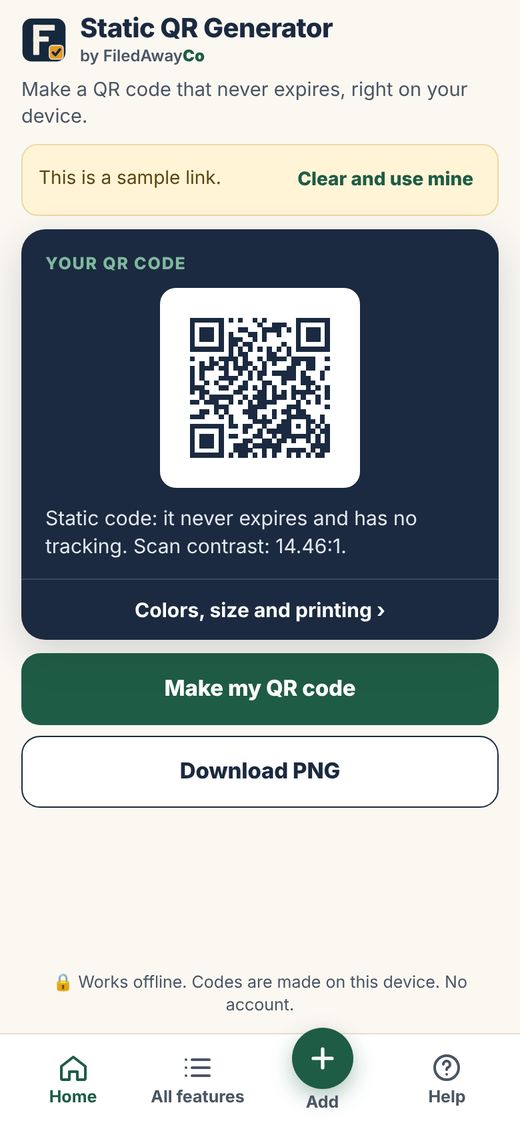 F
Static QR Generator
by FiledAwayCo
Make a QR code that never expires, right on your
device.
This is a sample link.
Clear and use mine
YOUR QR CODE
Static code: it never expires and has no
tracking. Scan contrast: 14.46:1.
Colors, size and printing ›
Make my QR code
Download PNG
🔒 Works offline. Codes are made on this device. No
account.
Home
All features
Add
Help